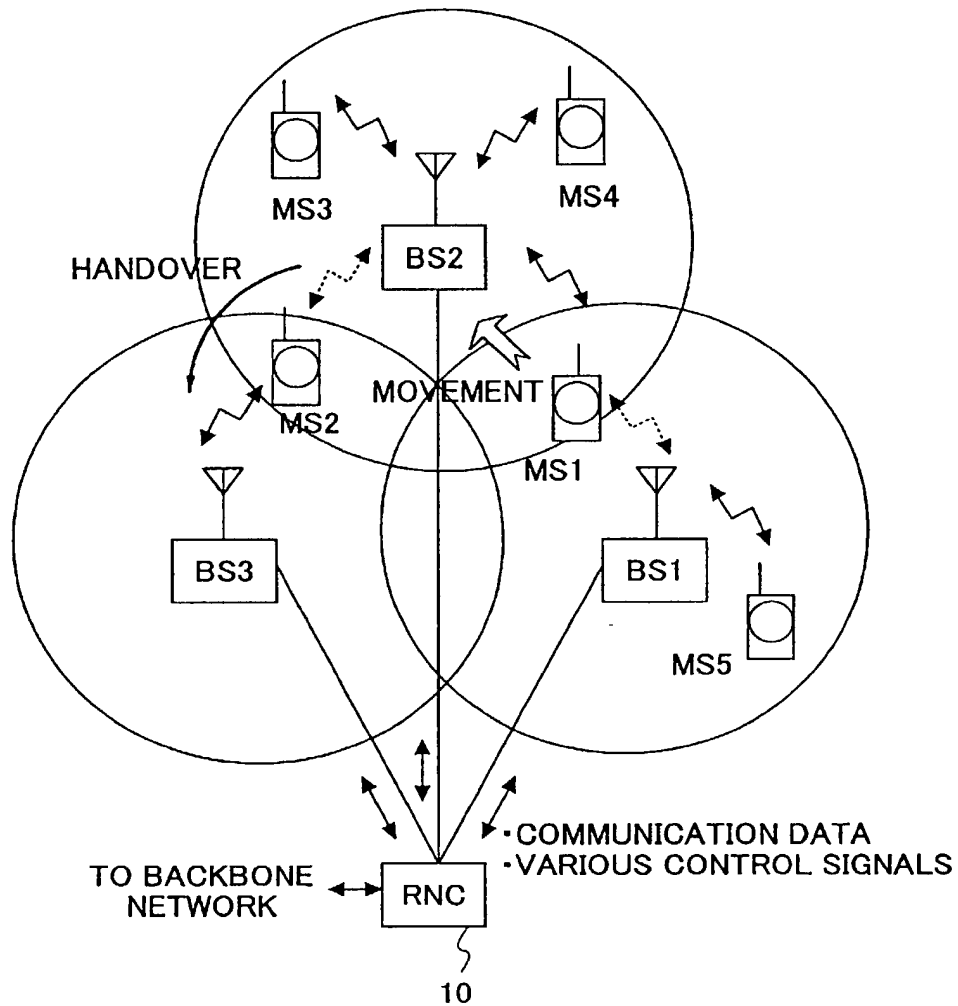 MS3
MS4
BS2
HANDOVER
MOVEMENT
MS2
MS1
BS3
BS1
MS5
・COMMUNICATION DATA
・VARIOUS CONTROL SIGNALS
TO BACKBONE
NETWORK
RNC
10